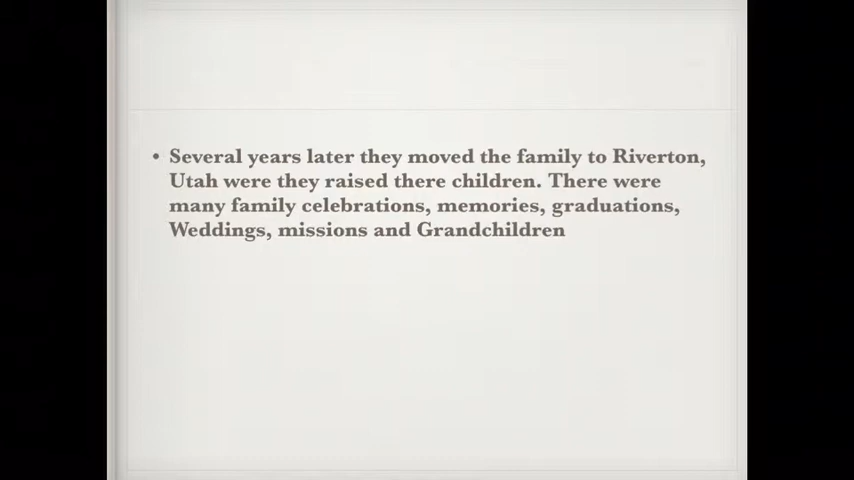 • Several years later they moved the family to Riverton,
Utah were they raised there children. There were
many family celebrations, memories, graduations,
Weddings, missions and Grandchildren